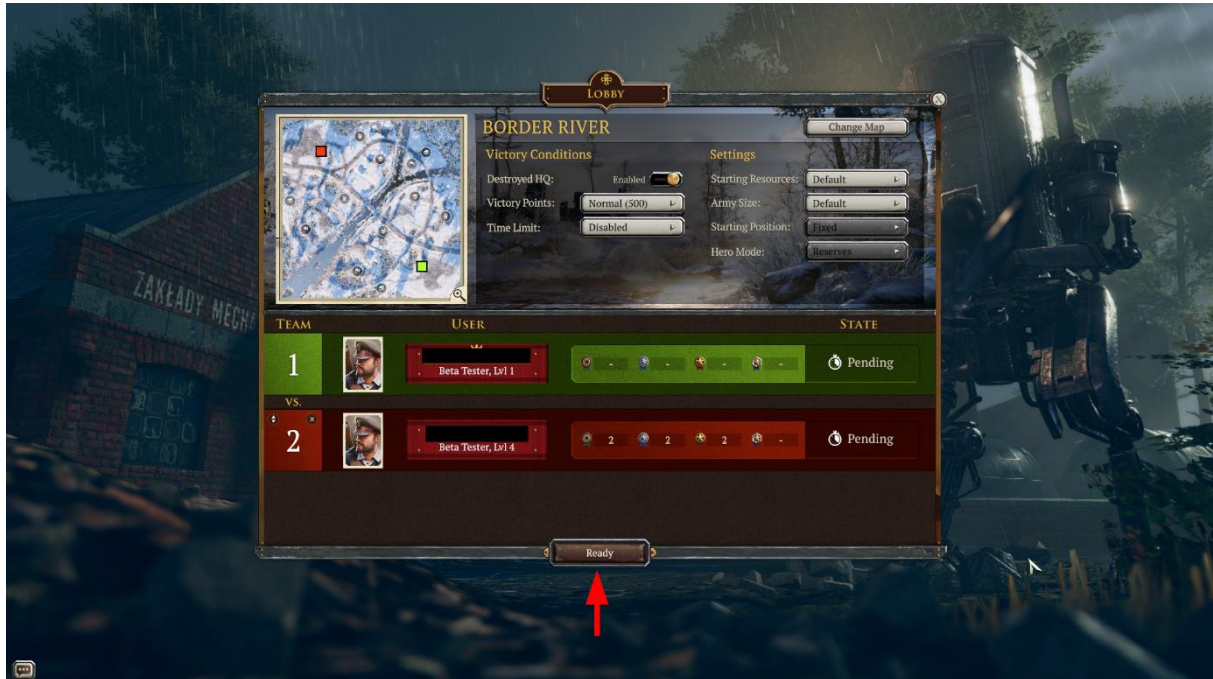 LOBBY
BORDER RIVER
Change Map
Victory Conditions
Settings
Destroyed HQ: Enabled
Starting Resources: Default
Victory Points: Normal (500)
Army Size: Default
Time Limit: Disabled
Starting Position: Fixed
Hero Mode: Reserves
ZAKŁADY MECHA
TEAM USER STATE
1
Beta Tester, Lvl 1
- - - -
Pending
VS.
2
Beta Tester, Lvl 4
2 2 2 -
Pending
Ready